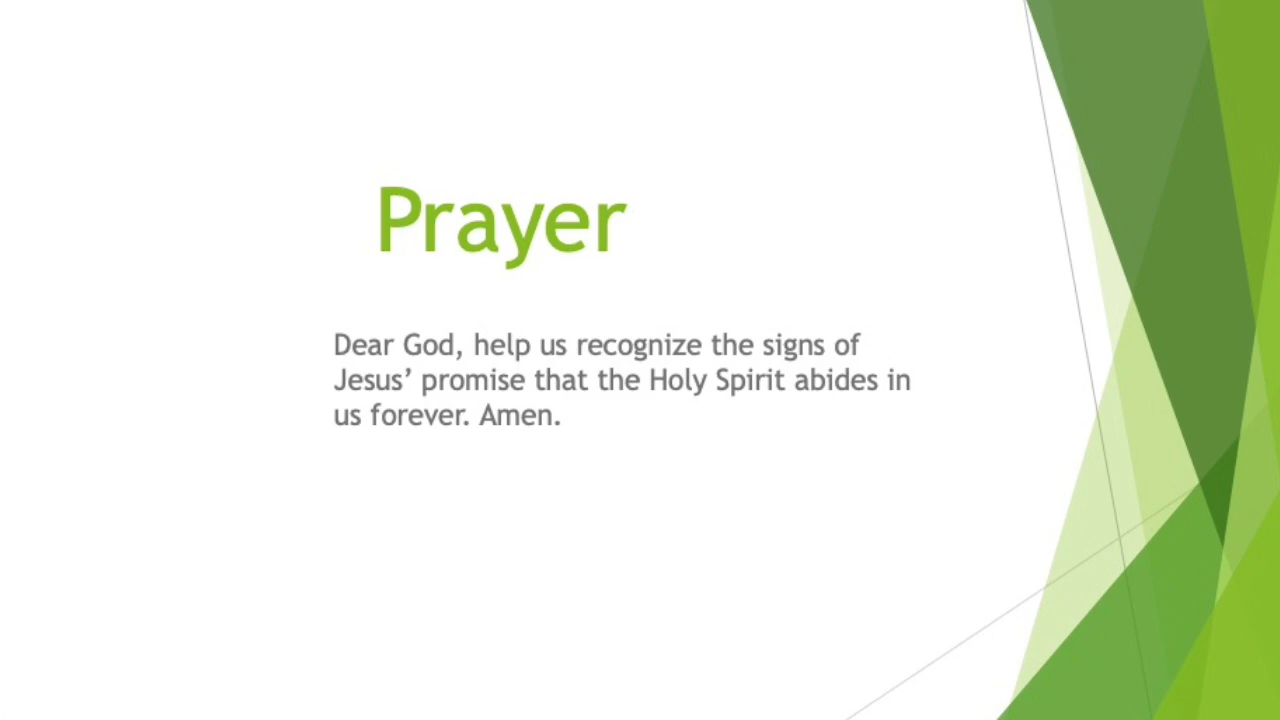 Prayer
Dear God, help us recognize the signs of
Jesus’ promise that the Holy Spirit abides in
us forever. Amen.